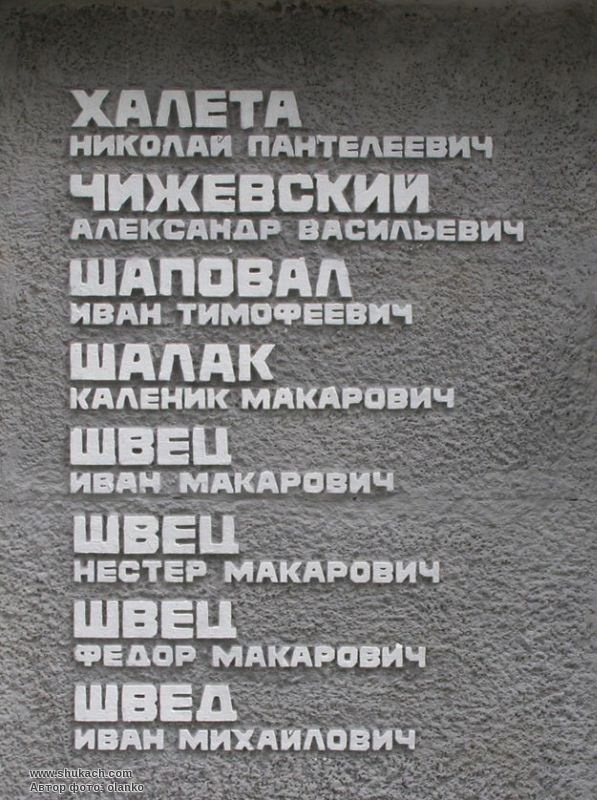 ХАЛЕТА
НИКОЛАЙ ПАНТЕЛЕЕВИЧ
ЧИЖЕВСКИЙ
АЛЕКСАНДР ВАСИЛЬЕВИЧ
ШАПОВАЛ
ИВАН ТИМОФЕЕВИЧ
ШАЛАК
КАЛЕНИК МАКАРОВИЧ
ШВЕЦ
ИВАН МАКАРОВИЧ
ШВЕЦ
НЕСТЕР МАКАРОВИЧ
ШВЕЦ
ФЕДОР МАКАРОВИЧ
ШВЕД
ИВАН МИХАЙЛОВИЧ
www.shukach.com
Автор фото: olanko